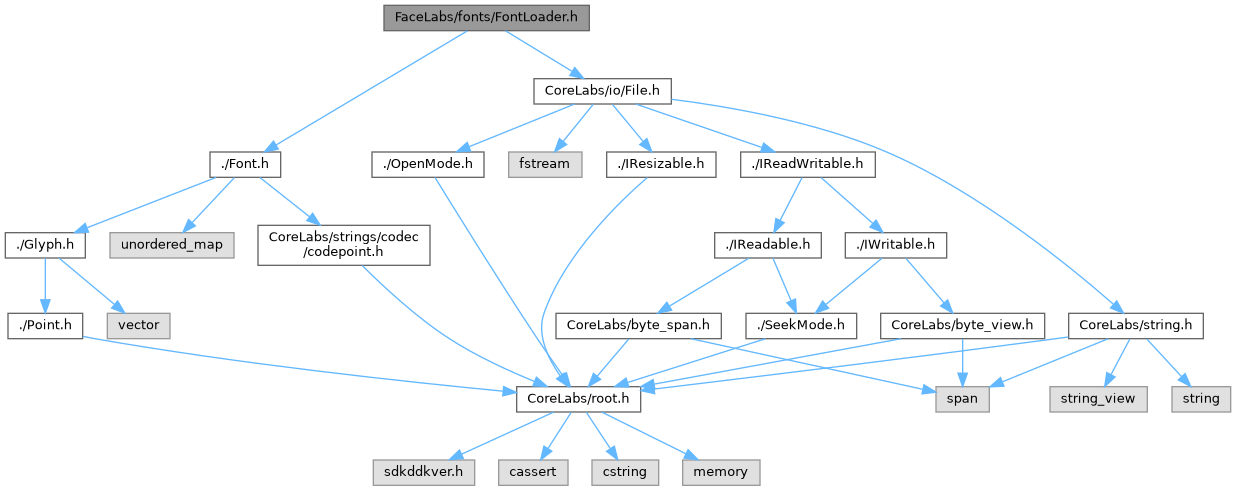 FaceLabs/fonts/FontLoader.h
CoreLabs/io/File.h
./Font.h
./OpenMode.h
fstream
./IResizable.h
./IReadWritable.h
./Glyph.h
unordered_map
CoreLabs/strings/codec
/codepoint.h
./IReadable.h
./IWritable.h
./Point.h
vector
CoreLabs/byte_span.h
./SeekMode.h
CoreLabs/byte_view.h
CoreLabs/string.h
CoreLabs/root.h
span
string_view
string
sdkddkver.h
cassert
cstring
memory